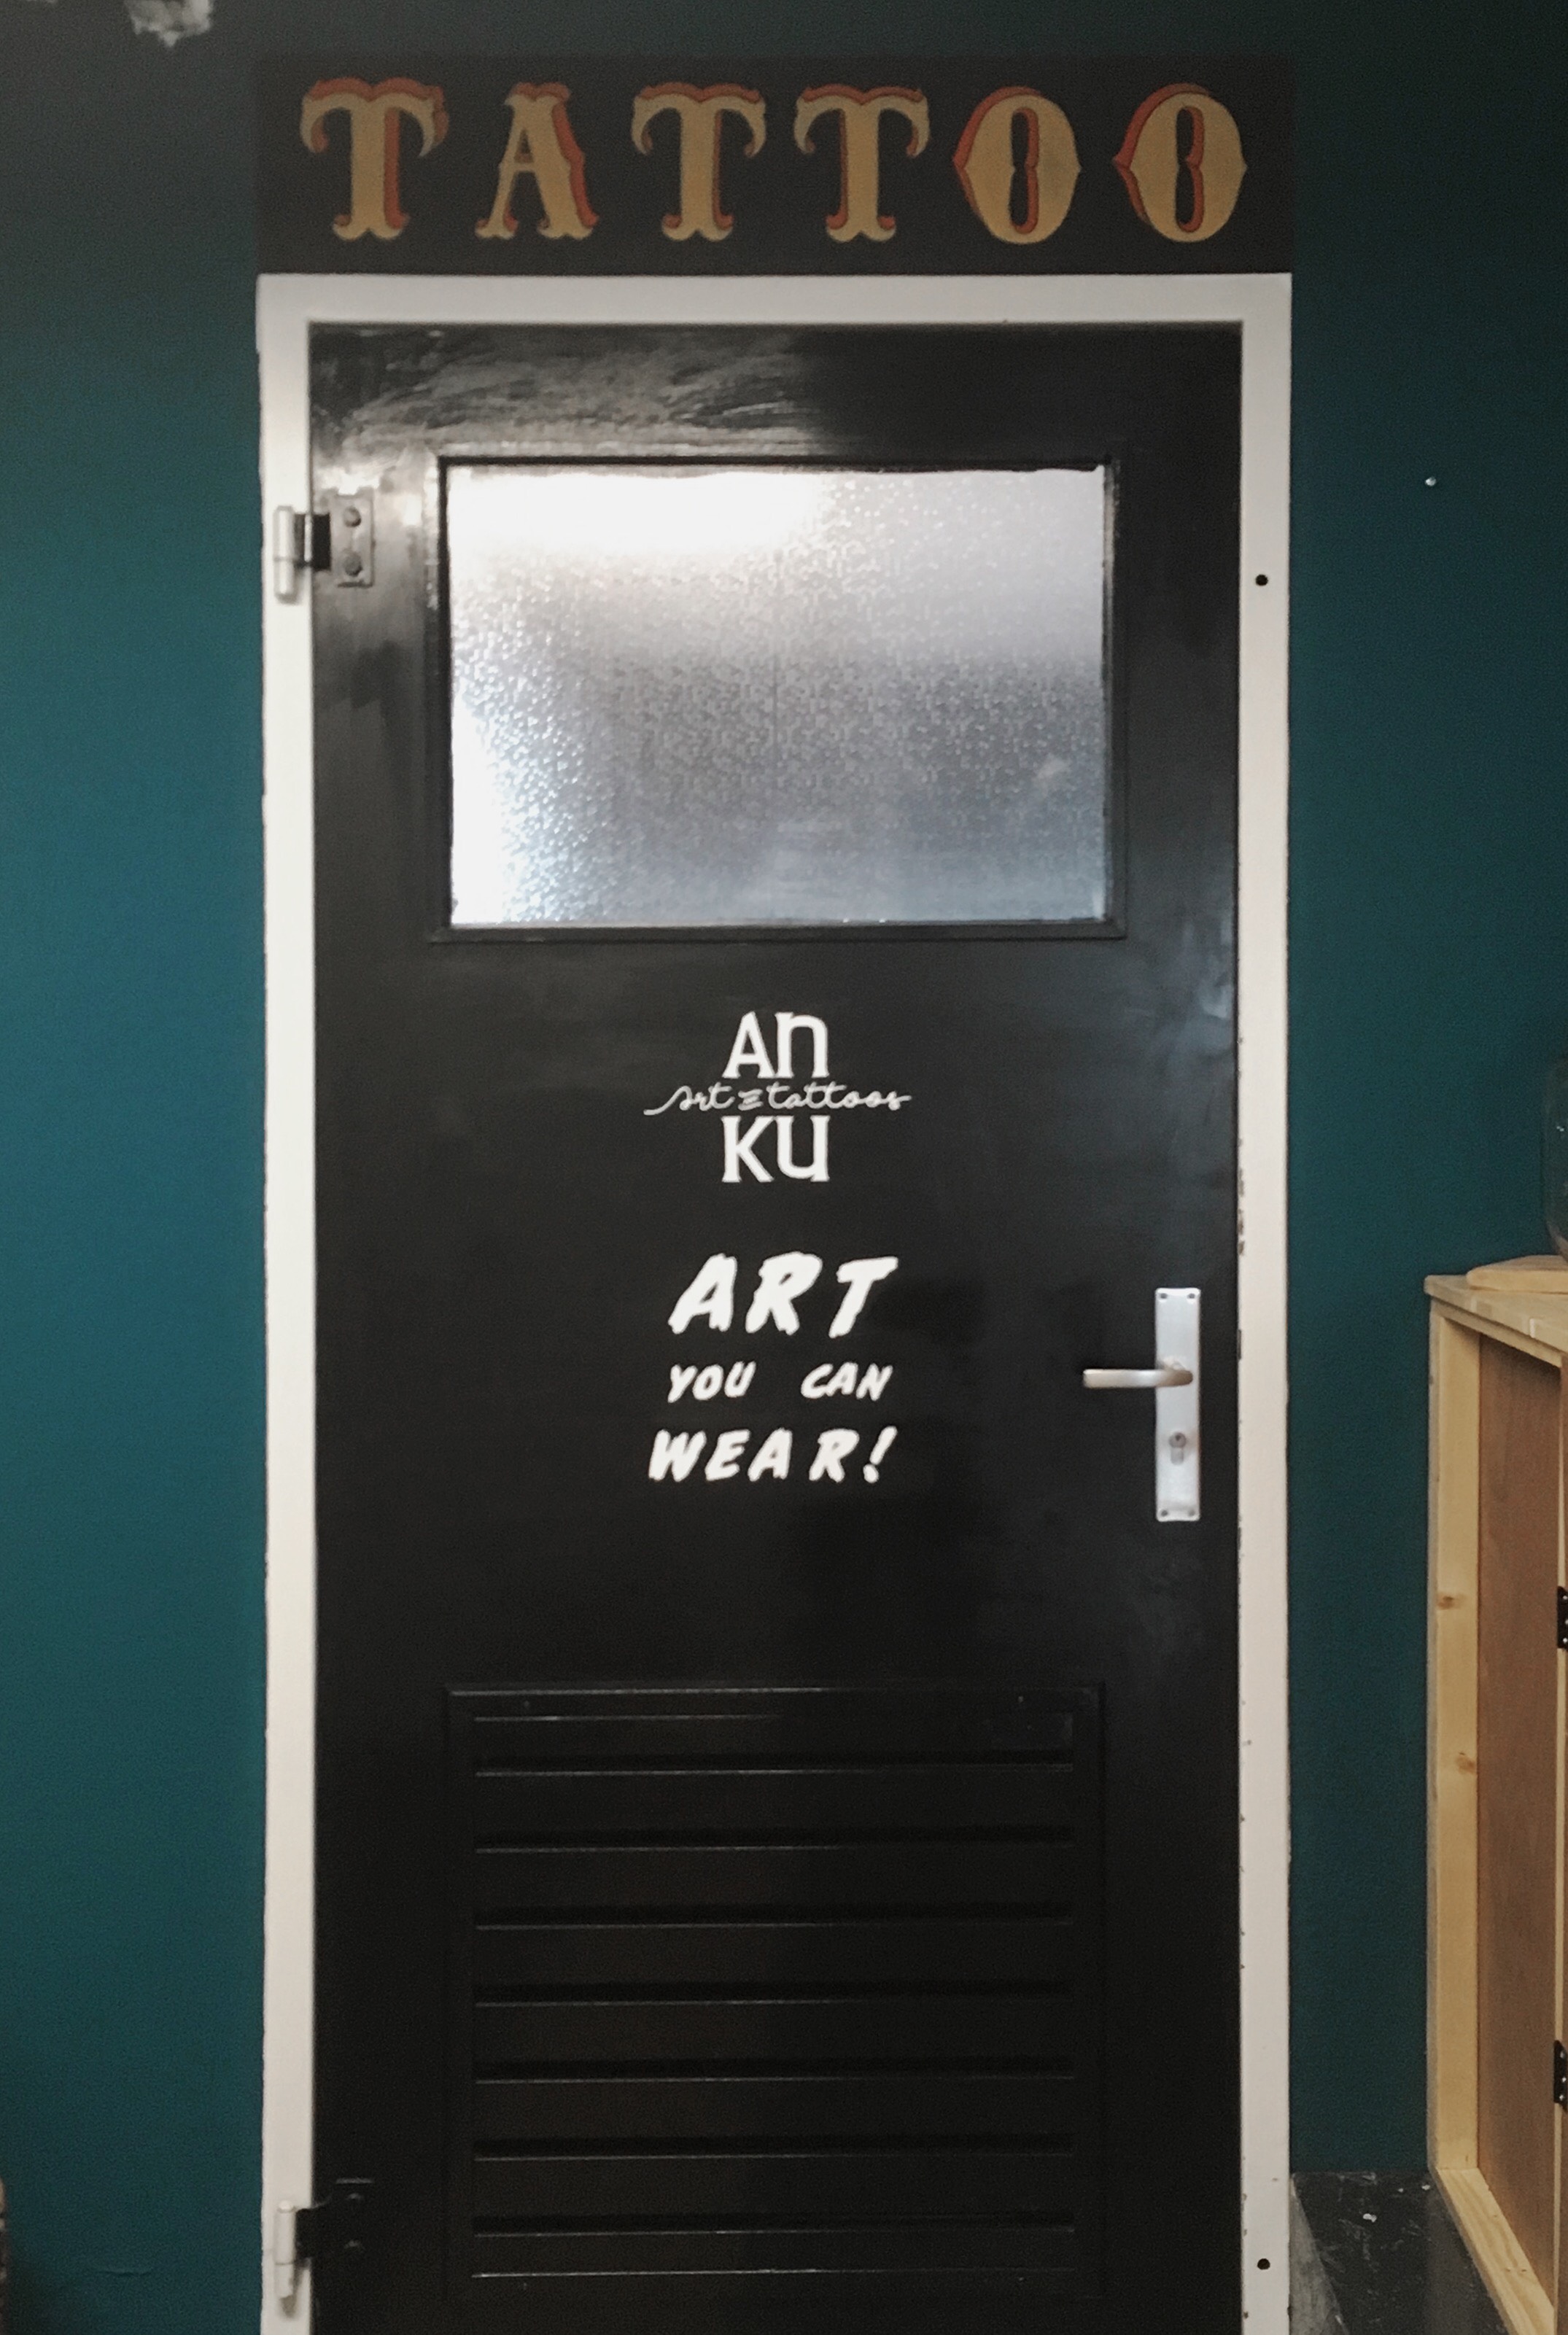 TATTOO
An
Art & tattoos
KU
ART
YOU CAN
WEAR!